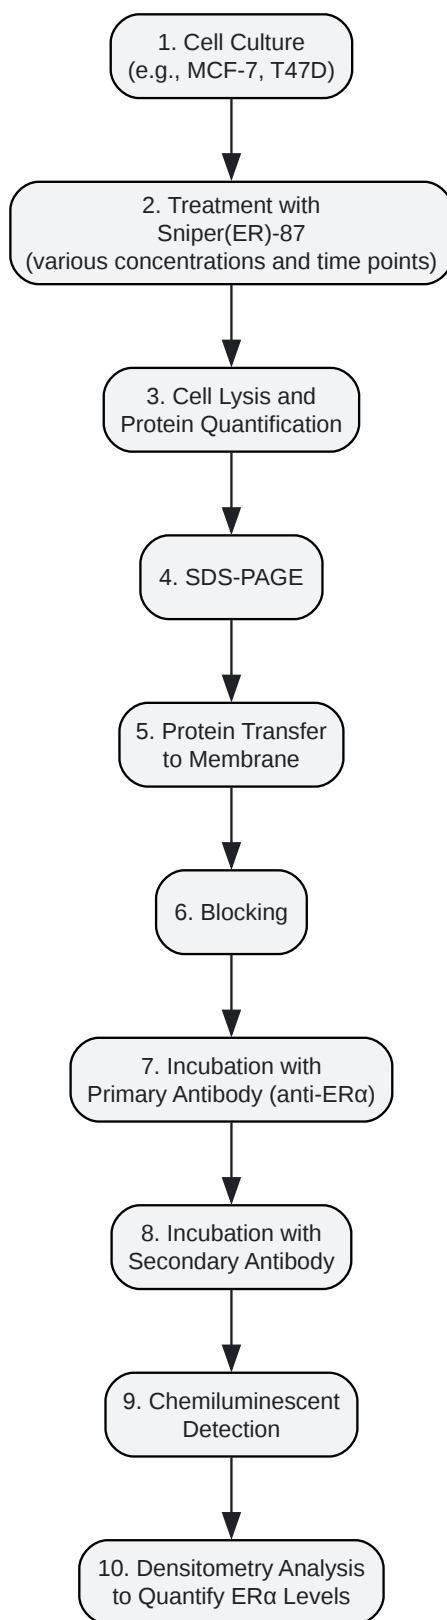 1. Cell Culture
(e.g., MCF-7, T47D)
2. Treatment with
Sniper(ER)-87
(various concentrations and time points)
3. Cell Lysis and
Protein Quantification
4. SDS-PAGE
5. Protein Transfer
to Membrane
6. Blocking
7. Incubation with
Primary Antibody (anti-ERα)
8. Incubation with
Secondary Antibody
9. Chemiluminescent
Detection
10. Densitometry Analysis
to Quantify ERα Levels